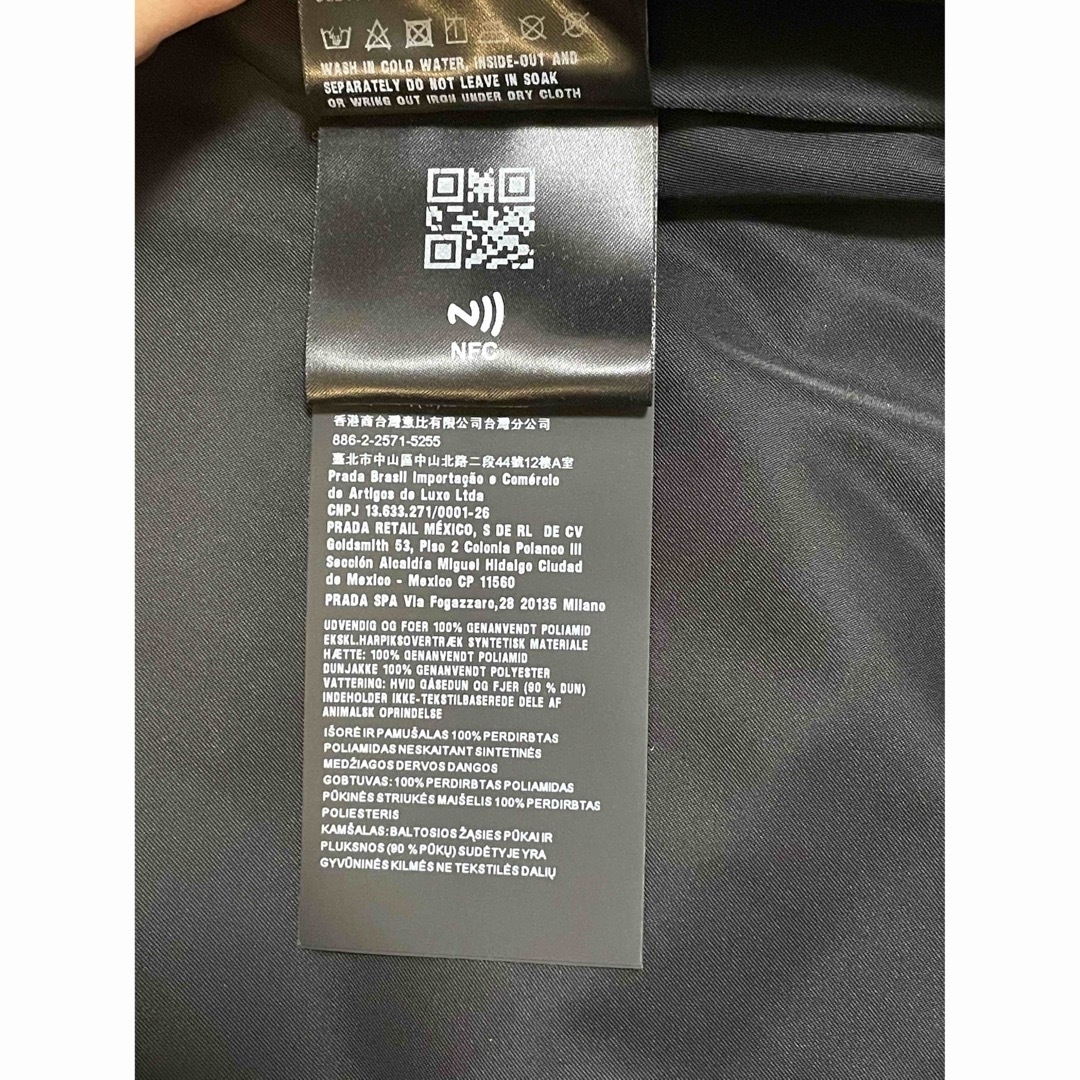 WASH IN COLD WATER, INSIDE-OUT AND
SEPARATELY DO NOT LEAVE IN SOAK
OR WRING OUT IRON UNDER DRY CLOTH
NFC
香港商台灣惠比有限公司台灣分公司
886-2-2571-5255
臺北市中山區中山北路二段44號12樓A室
Prada Brasil Importação e Comércio
de Artigos de Luxo Ltda
CNPJ 13.633.271/0001-26
PRADA RETAIL MÉXICO, S DE RL DE CV
Goldsmith 53, Piso 2 Colonia Polanco III
Sección Alcaldía Miguel Hidalgo Ciudad
de Mexico - Mexico CP 11560
PRADA SPA Via Fogazzaro,28 20135 Milano
UDVENDIG OG FOER 100% GENANVENDT POLIAMID
EKSKL.HARPIKSOVERTRÆK SYNTETISK MATERIALE
HÆTTE: 100% GENANVENDT POLIAMID
DUNJAKKE 100% GENANVENDT POLYESTER
VATTERING: HVID GÅSEDUN OG FJER (90 % DUN)
INDEHOLDER IKKE-TEKSTILBASEREDE DELE AF
ANIMALSK OPRINDELSE
IŠORĖ IR PAMUŠALAS 100% PERDIRBTAS
POLIAMIDAS NESKAITANT SINTETINĖS
MEDŽIAGOS DERVOS DANGOS
GOBTUVAS: 100% PERDIRBTAS POLIAMIDAS
PŪKINĖS STRIUKĖS MAIŠELIS 100% PERDIRBTAS
POLIESTERIS
KAMŠALAS: BALTOSIOS ŽĄSIES PŪKAI IR
PLUKSNOS (90 % PŪKŲ) SUDĖTYJE YRA
GYVŪNINĖS KILMĖS NE TEKSTILĖS DALIŲ